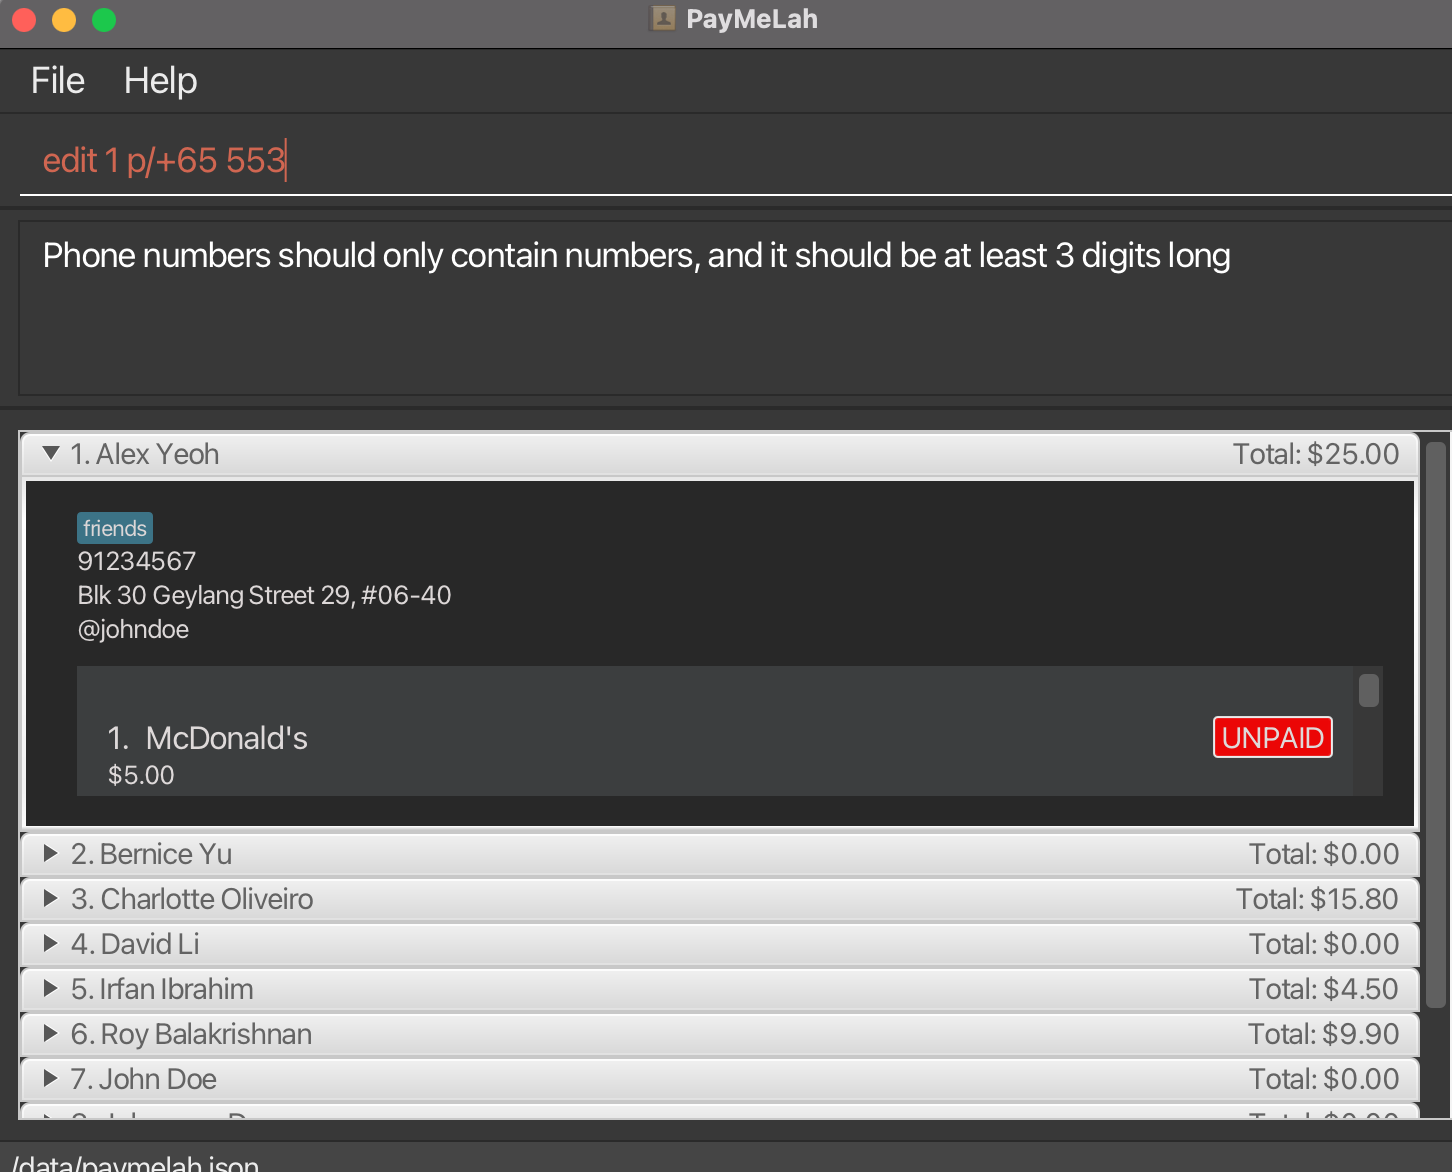 PayMeLah
File Help
edit 1 p/+65 553
Phone numbers should only contain numbers, and it should be at least 3 digits long
1. Alex Yeoh Total: $25.00
friends
91234567
Blk 30 Geylang Street 29, #06-40
@johndoe
1. McDonald's UNPAID
$5.00
2. Bernice Yu Total: $0.00
3. Charlotte Oliveiro Total: $15.80
4. David Li Total: $0.00
5. Irfan Ibrahim Total: $4.50
6. Roy Balakrishnan Total: $9.90
7. John Doe Total: $0.00
/data/paymelah.json